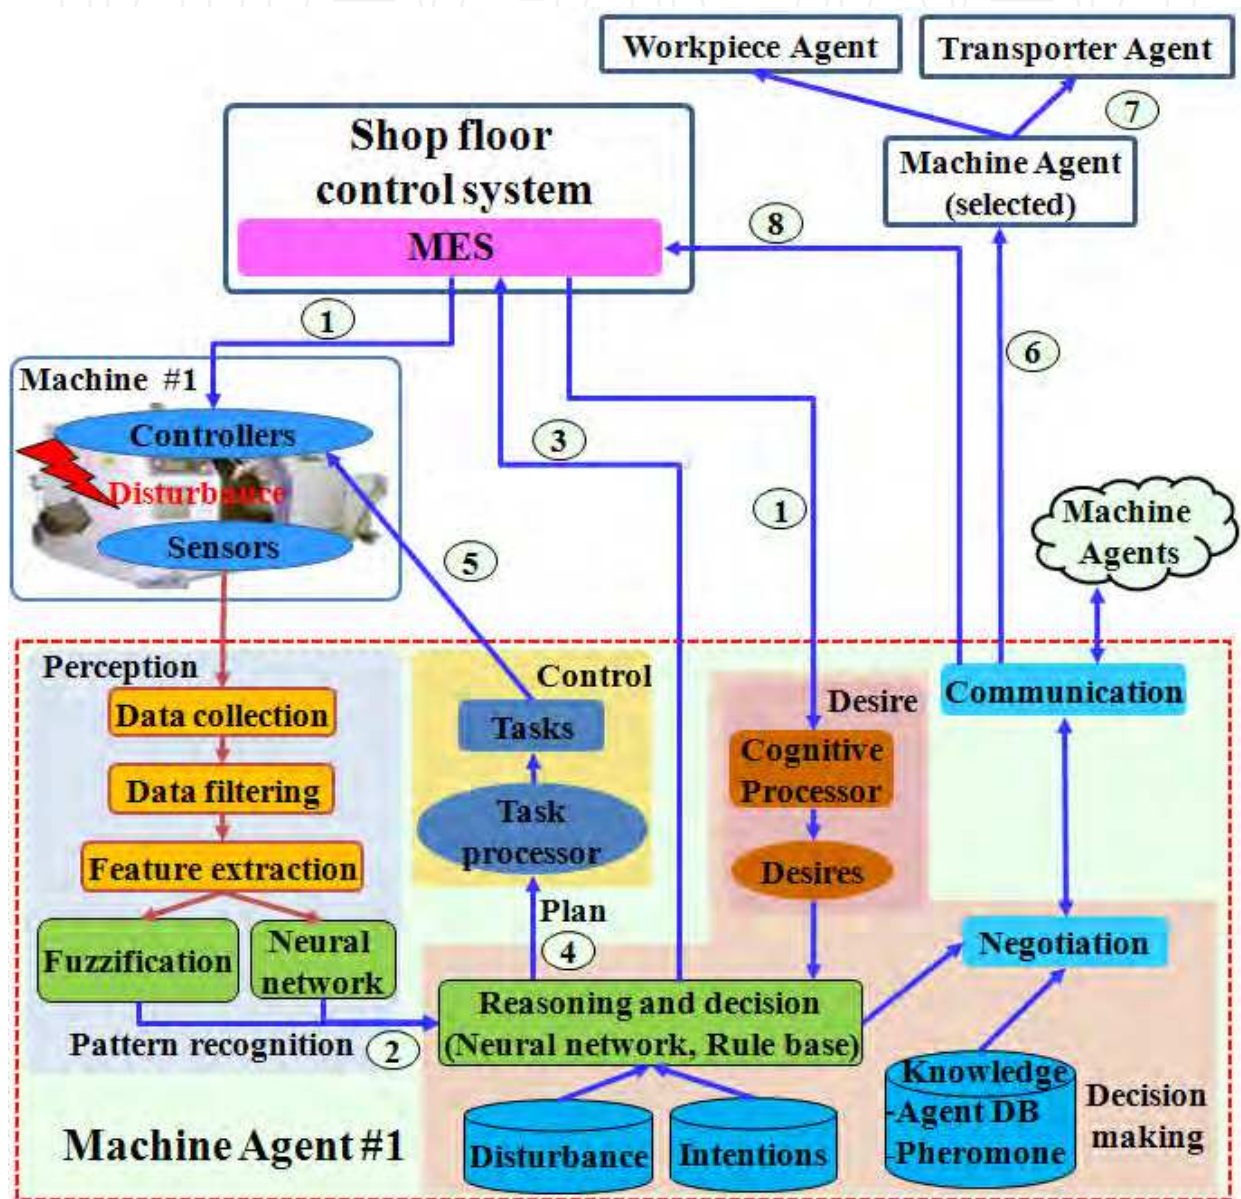 Workpiece Agent
Transporter Agent
7
Machine Agent
(selected)
Shop floor
control system
MES
8
1
6
Machine #1
Controllers
Disturbance
Sensors
3
1
5
Machine
Agents
Perception
Data collection
Data filtering
Feature extraction
Fuzzification
Neural
network
Pattern recognition
2
Control
Tasks
Task
processor
Plan
4
Desire
Cognitive
Processor
Desires
Communication
Negotiation
Reasoning and decision
(Neural network, Rule base)
Disturbance
Intentions
Knowledge
-Agent DB
-Pheromone
Decision
making
Machine Agent #1